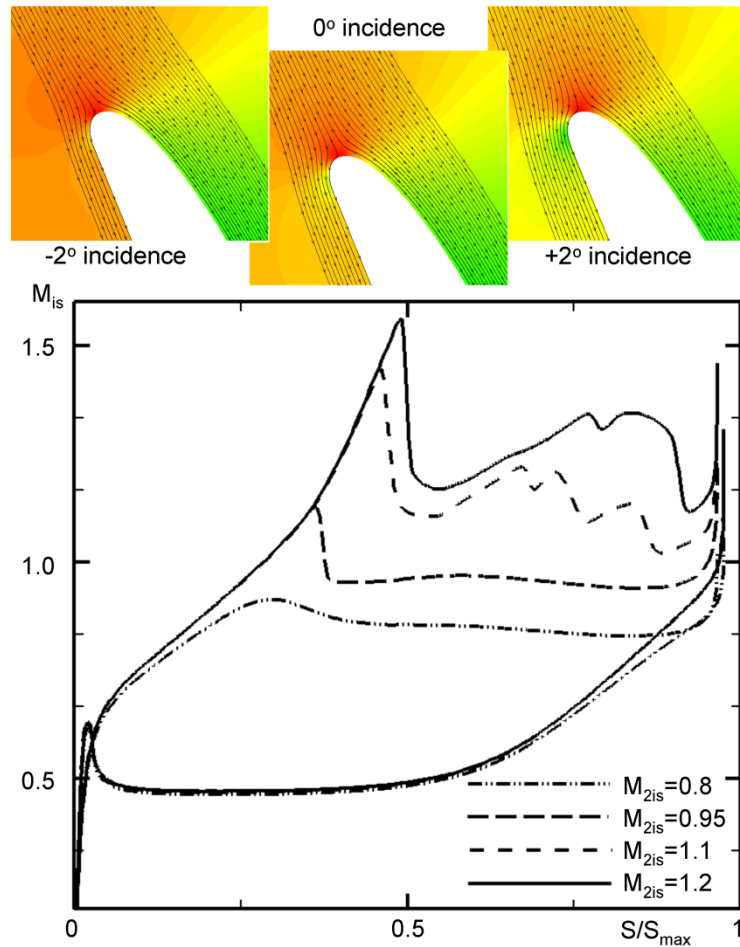 0° incidence
-2° incidence
+2° incidence
M_is
1.5
1.0
0.5
M_2is=0.8
M_2is=0.95
M_2is=1.1
M_2is=1.2
0
0.5
S/S_max
1